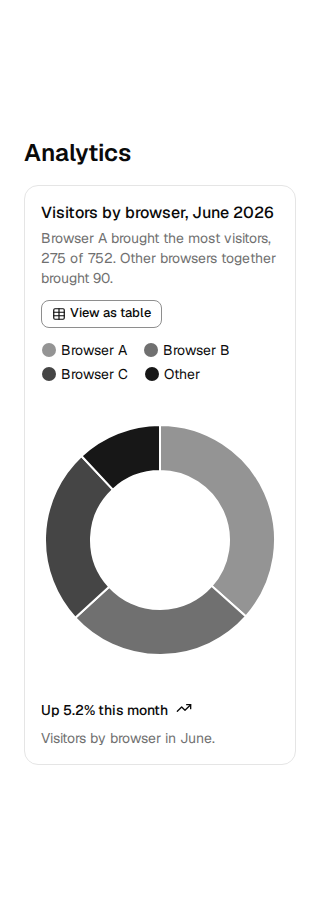 Analytics
Visitors by browser, June 2026
Browser A brought the most visitors,
275 of 752. Other browsers together
brought 90.
View as table
Browser A
Browser B
Browser C
Other
Up 5.2% this month
Visitors by browser in June.